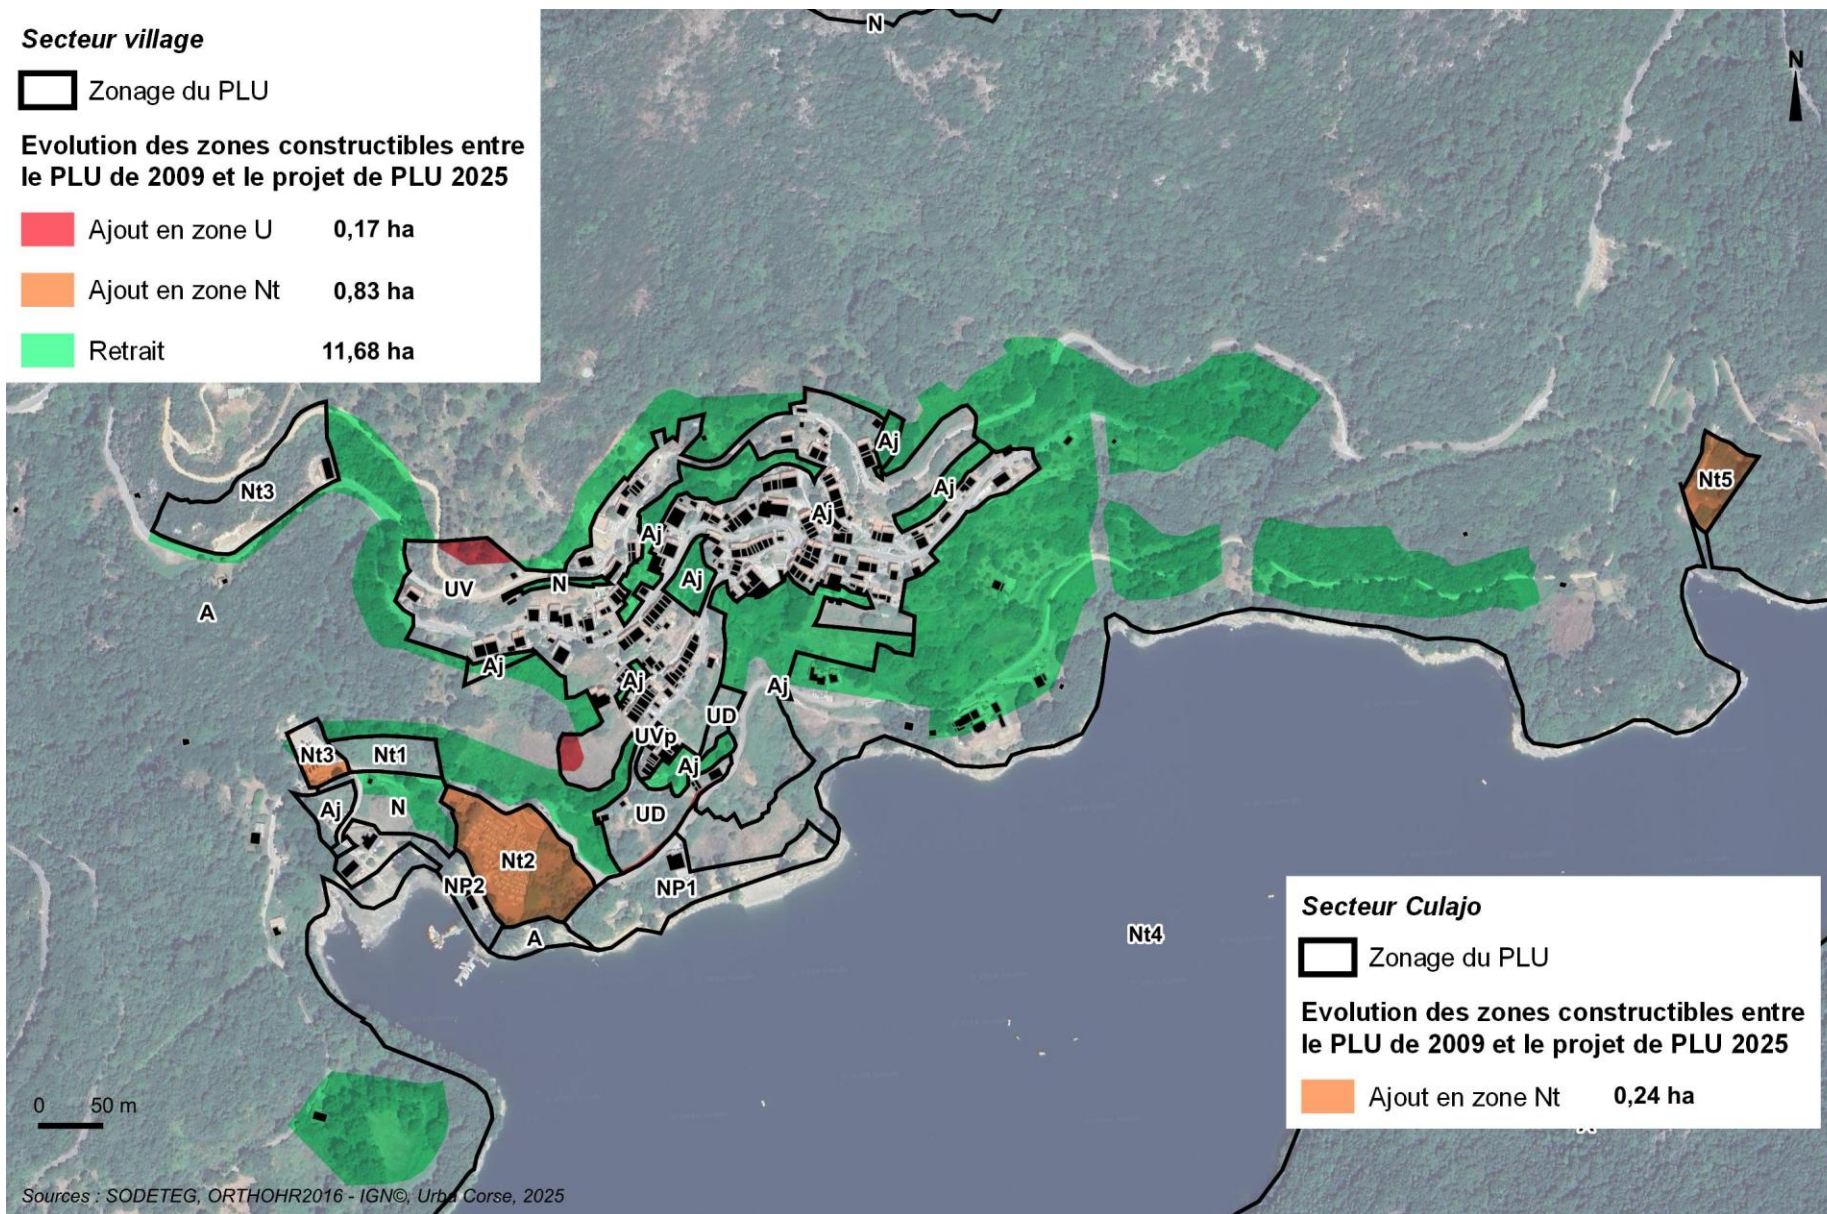 Secteur village
Zonage du PLU
Evolution des zones constructibles entre
le PLU de 2009 et le projet de PLU 2025
Ajout en zone U 0,17 ha
Ajout en zone Nt 0,83 ha
Retrait 11,68 ha
N
N
Aj
Nt3
Aj
Nt5
Aj
Aj
Aj
UV
N
A
Aj
Aj
Aj
UD
UVp
Nt3
Nt1
Aj
Aj
N
UD
Nt2
NP2
NP1
A
Nt4
Secteur Culajo
Zonage du PLU
Evolution des zones constructibles entre
le PLU de 2009 et le projet de PLU 2025
Ajout en zone Nt 0,24 ha
0 50 m
Sources : SODETEG, ORTHOHR2016 - IGN©, Urba Corse, 2025